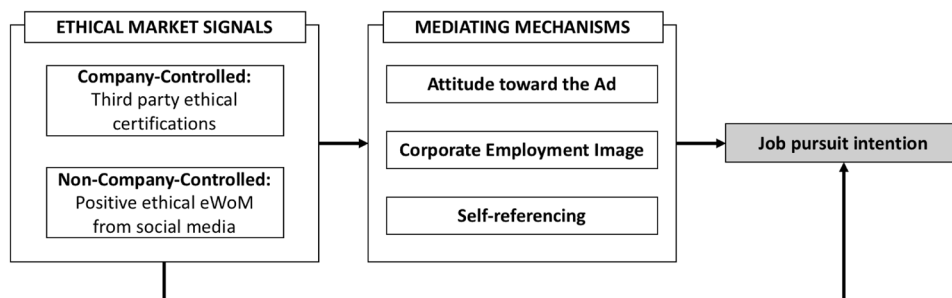 ETHICAL MARKET SIGNALS
Company-Controlled:
Third party ethical
certifications
Non-Company-Controlled:
Positive ethical eWoM
from social media
MEDIATING MECHANISMS
Attitude toward the Ad
Corporate Employment Image
Self-referencing
Job pursuit intention